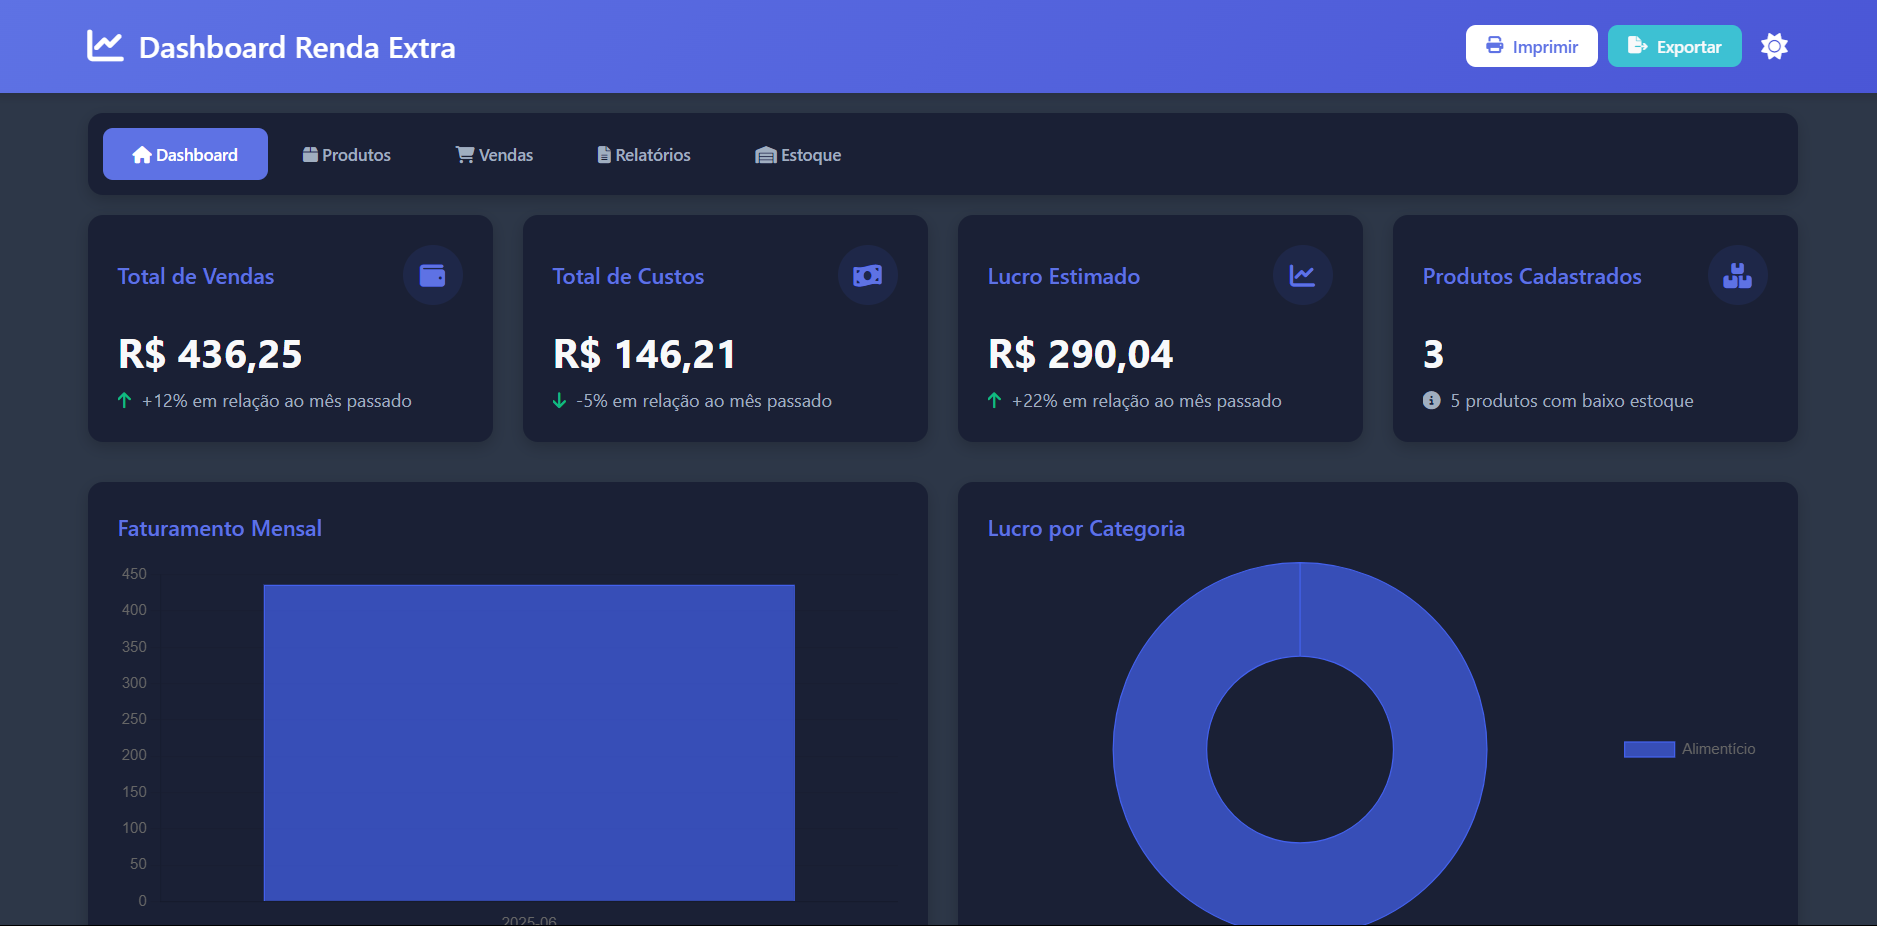 Dashboard Renda Extra
Imprimir
Exportar
Dashboard
Produtos
Vendas
Relatórios
Estoque
Total de Vendas
R$ 436,25
+12% em relação ao mês passado
Total de Custos
R$ 146,21
-5% em relação ao mês passado
Lucro Estimado
R$ 290,04
+22% em relação ao mês passado
Produtos Cadastrados
3
5 produtos com baixo estoque
Faturamento Mensal
450
400
350
300
250
200
150
100
50
0
2025-06
Lucro por Categoria
Alimentício